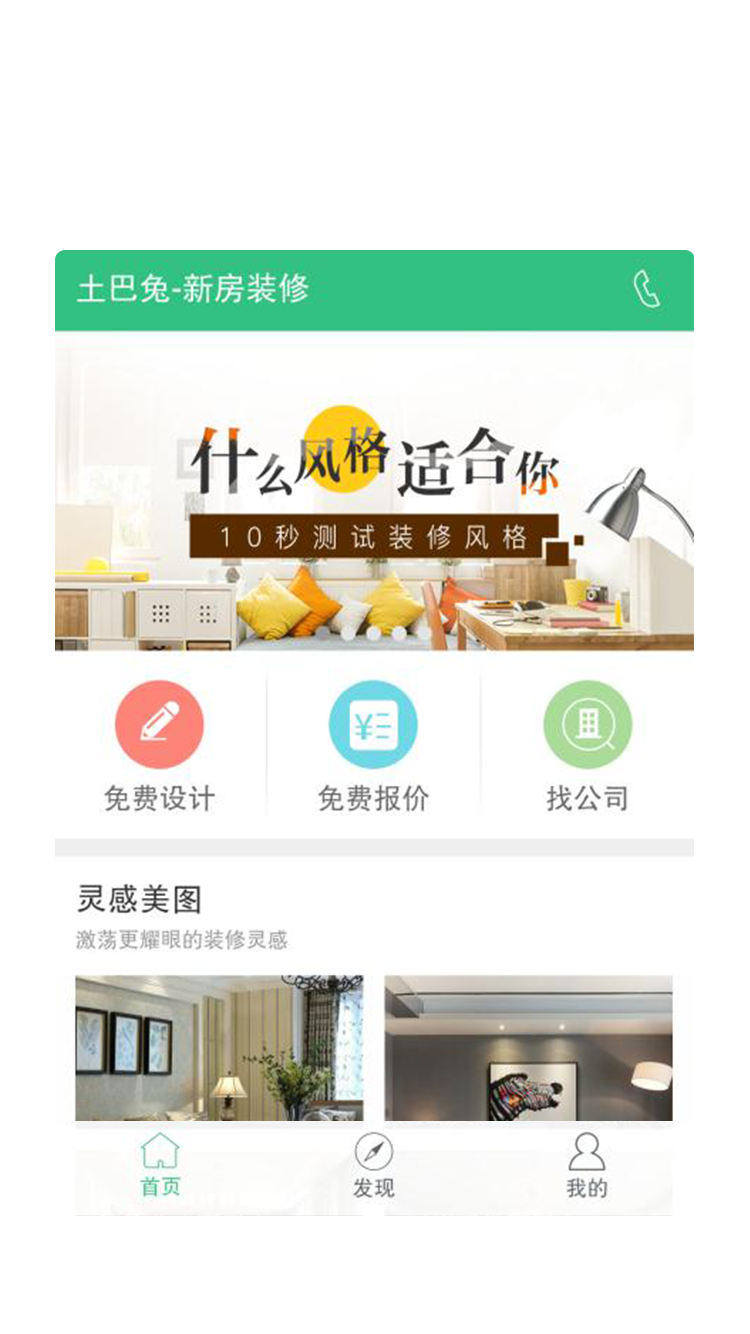 土巴兔-新房装修
什么风格适合你
10秒测试装修风格
免费设计
免费报价
找公司
灵感美图
激荡更耀眼的装修灵感
首页
发现
我的